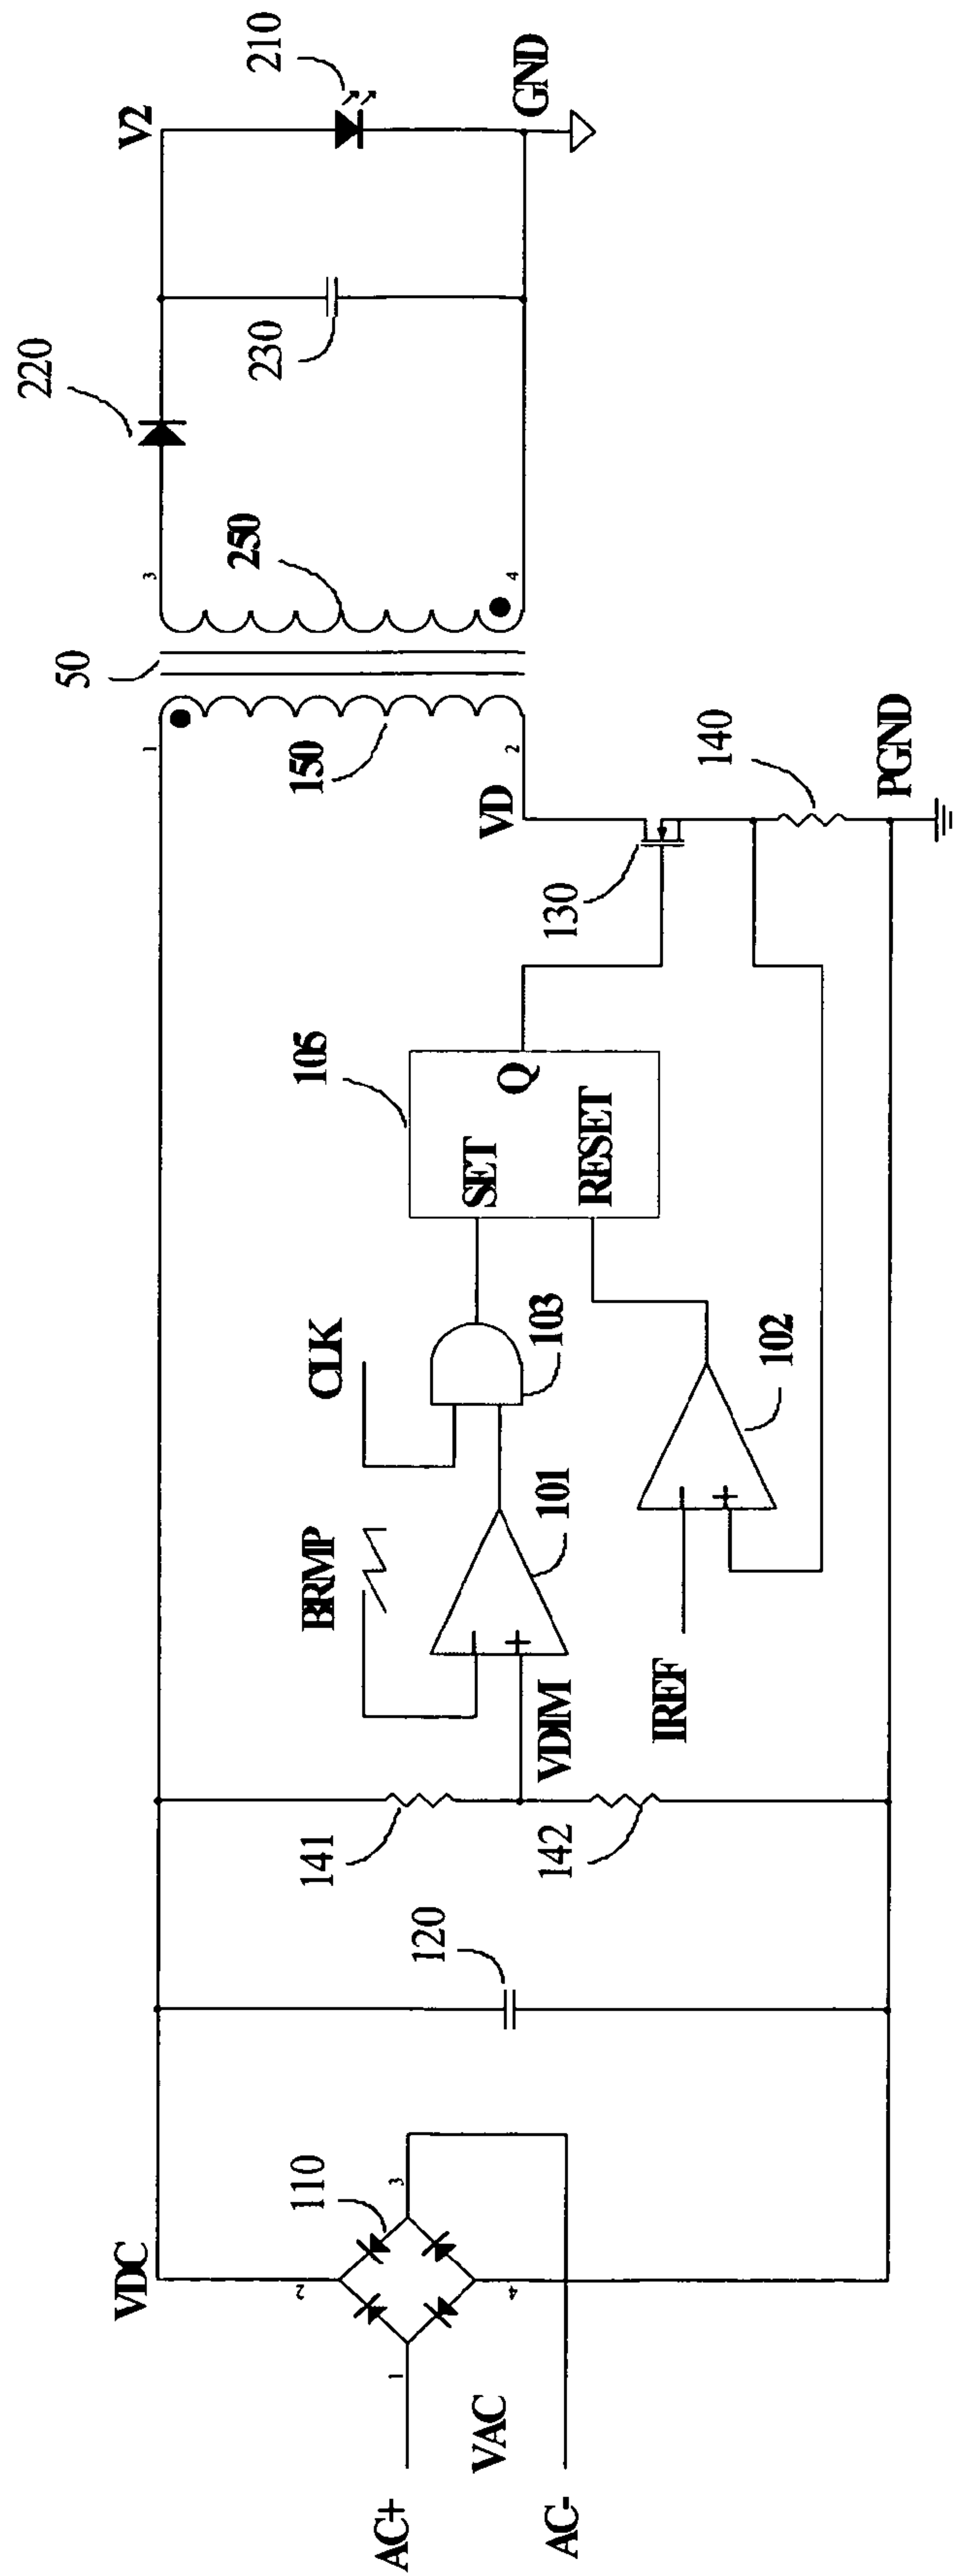 VDC
AC+
VAC
AC-
1
2
3
4
110
120
141
142
VDIM
BRMP
CLK
101
103
IREF
102
105
SET
RESET
Q
130
VD
140
PGND
1
2
150
50
250
3
4
220
230
V2
210
GND